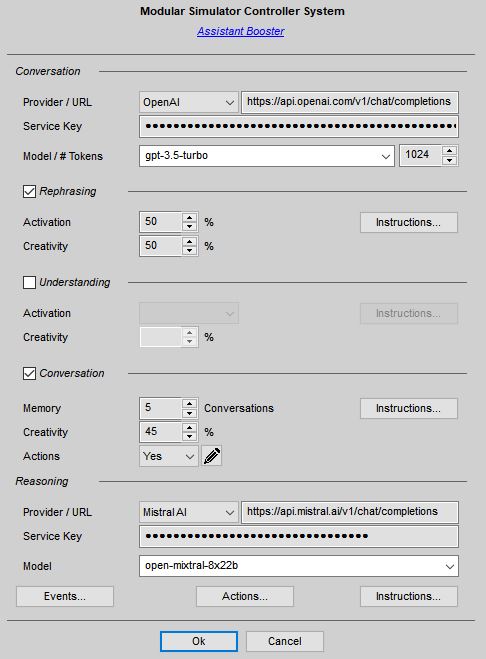 Modular Simulator Controller System
Assistant Booster
Conversation
Provider / URL OpenAI https://api.openai.com/v1/chat/completions
Service Key ●●●●●●●●●●●●●●●●●●●●●●●●●●●●●●●●●●●●●●●●●●●
Model / # Tokens gpt-3.5-turbo 1024
Rephrasing
Activation 50 % Instructions...
Creativity 50 %
Understanding
Activation Instructions...
Creativity %
Conversation
Memory 5 Conversations Instructions...
Creativity 45 %
Actions Yes
Reasoning
Provider / URL Mistral AI https://api.mistral.ai/v1/chat/completions
Service Key ●●●●●●●●●●●●●●●●●●●●●●●●●●●●●●●●
Model open-mixtral-8x22b
Events... Actions... Instructions...
Ok Cancel